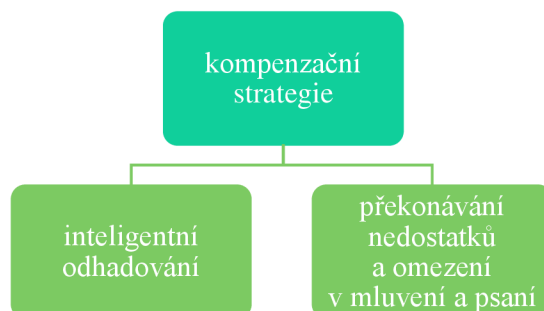 kompenzační
strategie
inteligentní
odhadování
překonávání
nedostatků
a omezení
v mluvení a psaní